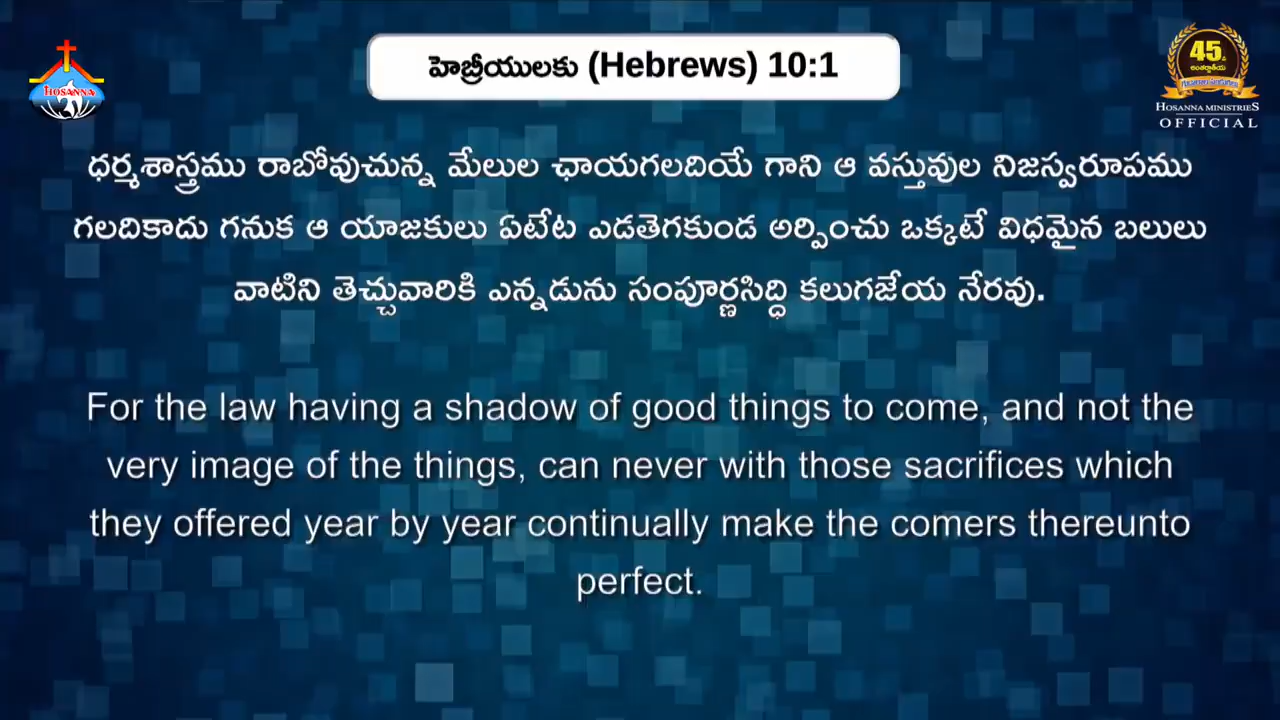 హెబ్రీయులకు (Hebrews) 10:1
HOSANNA
45వ
అంతర్జాతీయ
గుడారాల పండుగలు
HOSANNA MINISTRIES
OFFICIAL
ధర్మశాస్త్రము రాబోవుచున్న మేలుల ఛాయగలదియే గాని ఆ వస్తువుల నిజస్వరూపము
గలదికాదు గనుక ఆ యాజకులు ఏటేట ఎడతెగకుండ అర్పించు ఒక్కటే విధమైన బలులు
వాటిని తెచ్చువారికి ఎన్నడును సంపూర్ణసిద్ధి కలుగజేయ నేరవు.
For the law having a shadow of good things to come, and not the
very image of the things, can never with those sacrifices which
they offered year by year continually make the comers thereunto
perfect.